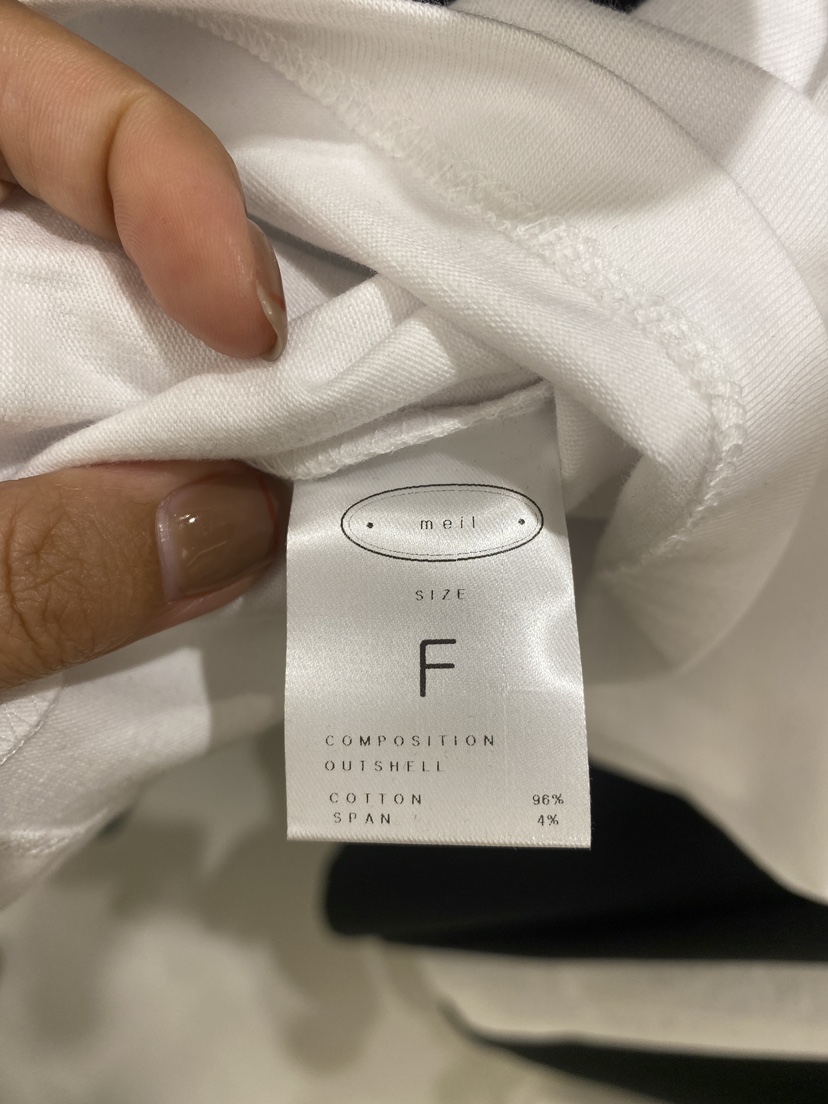 meil
SIZE
F
COMPOSITION
OUTSHELL
COTTON 96%
SPAN 4%